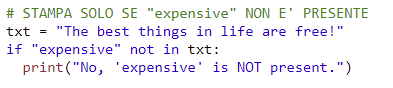 # STAMPA SOLO SE "expensive" NON E' PRESENTE
txt = "The best things in life are free!"
if "expensive" not in txt:
  print("No, 'expensive' is NOT present.")